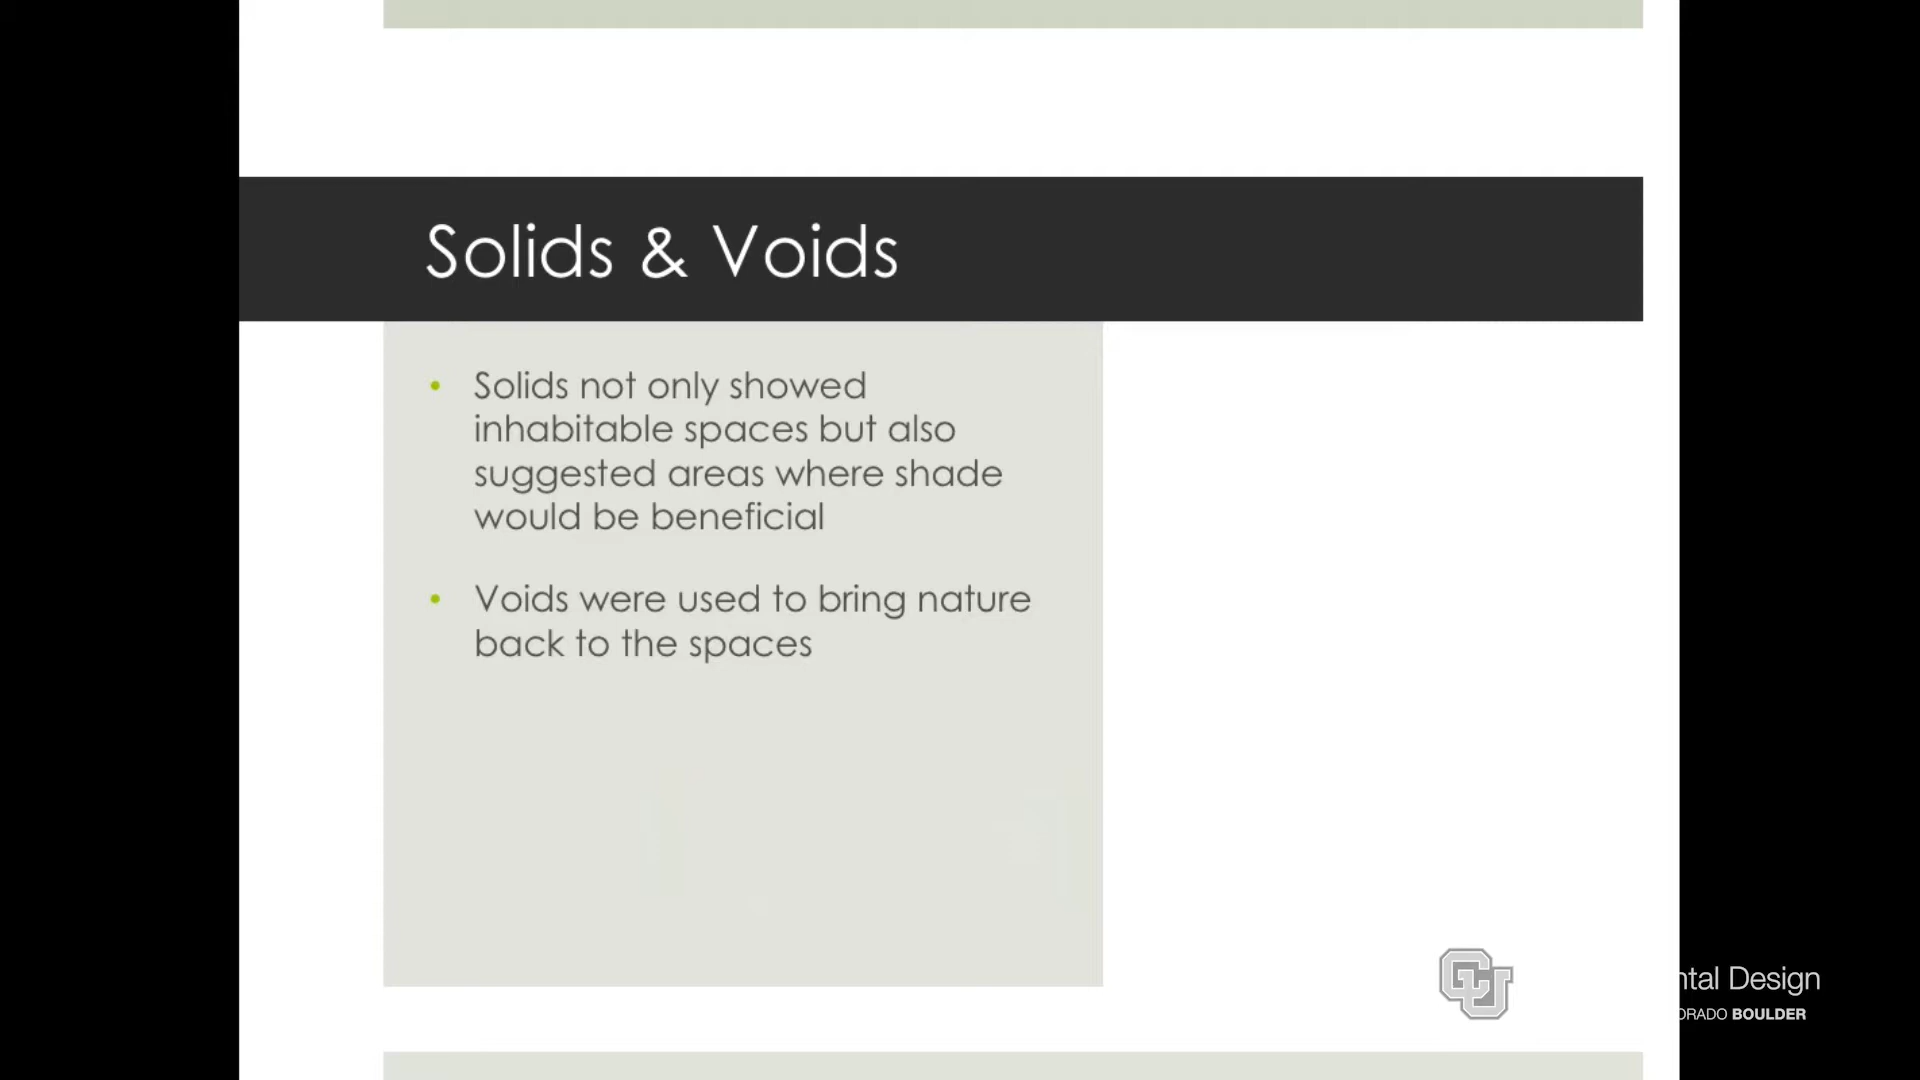 Solids & Voids
• Solids not only showed
inhabitable spaces but also
suggested areas where shade
would be beneficial
• Voids were used to bring nature
back to the spaces
CU
ntal Design
ORADO BOULDER